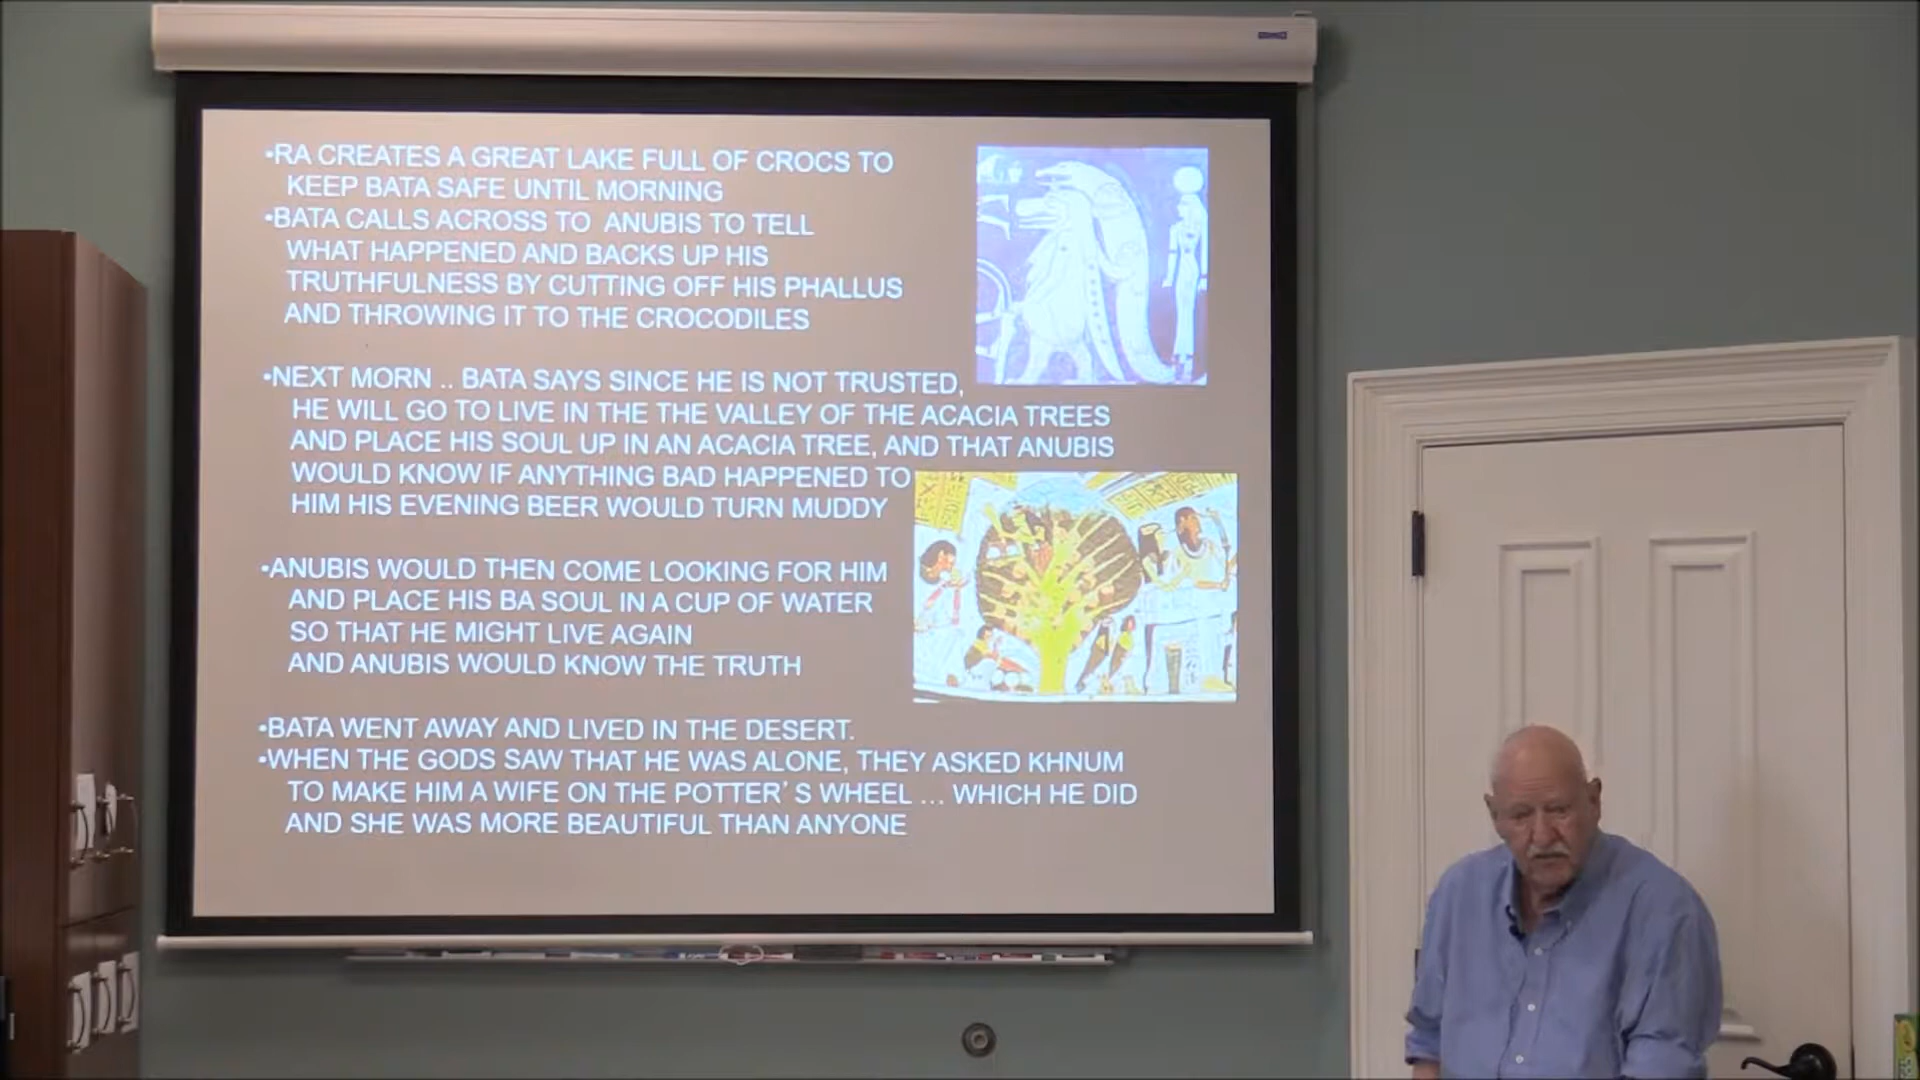 •RA CREATES A GREAT LAKE FULL OF CROCS TO
KEEP BATA SAFE UNTIL MORNING
•BATA CALLS ACROSS TO ANUBIS TO TELL
WHAT HAPPENED AND BACKS UP HIS
TRUTHFULNESS BY CUTTING OFF HIS PHALLUS
AND THROWING IT TO THE CROCODILES
•NEXT MORN .. BATA SAYS SINCE HE IS NOT TRUSTED,
HE WILL GO TO LIVE IN THE THE VALLEY OF THE ACACIA TREES
AND PLACE HIS SOUL UP IN AN ACACIA TREE, AND THAT ANUBIS
WOULD KNOW IF ANYTHING BAD HAPPENED TO
HIM HIS EVENING BEER WOULD TURN MUDDY
•ANUBIS WOULD THEN COME LOOKING FOR HIM
AND PLACE HIS BA SOUL IN A CUP OF WATER
SO THAT HE MIGHT LIVE AGAIN
AND ANUBIS WOULD KNOW THE TRUTH
•BATA WENT AWAY AND LIVED IN THE DESERT.
•WHEN THE GODS SAW THAT HE WAS ALONE, THEY ASKED KHNUM
TO MAKE HIM A WIFE ON THE POTTER'S WHEEL ... WHICH HE DID
AND SHE WAS MORE BEAUTIFUL THAN ANYONE